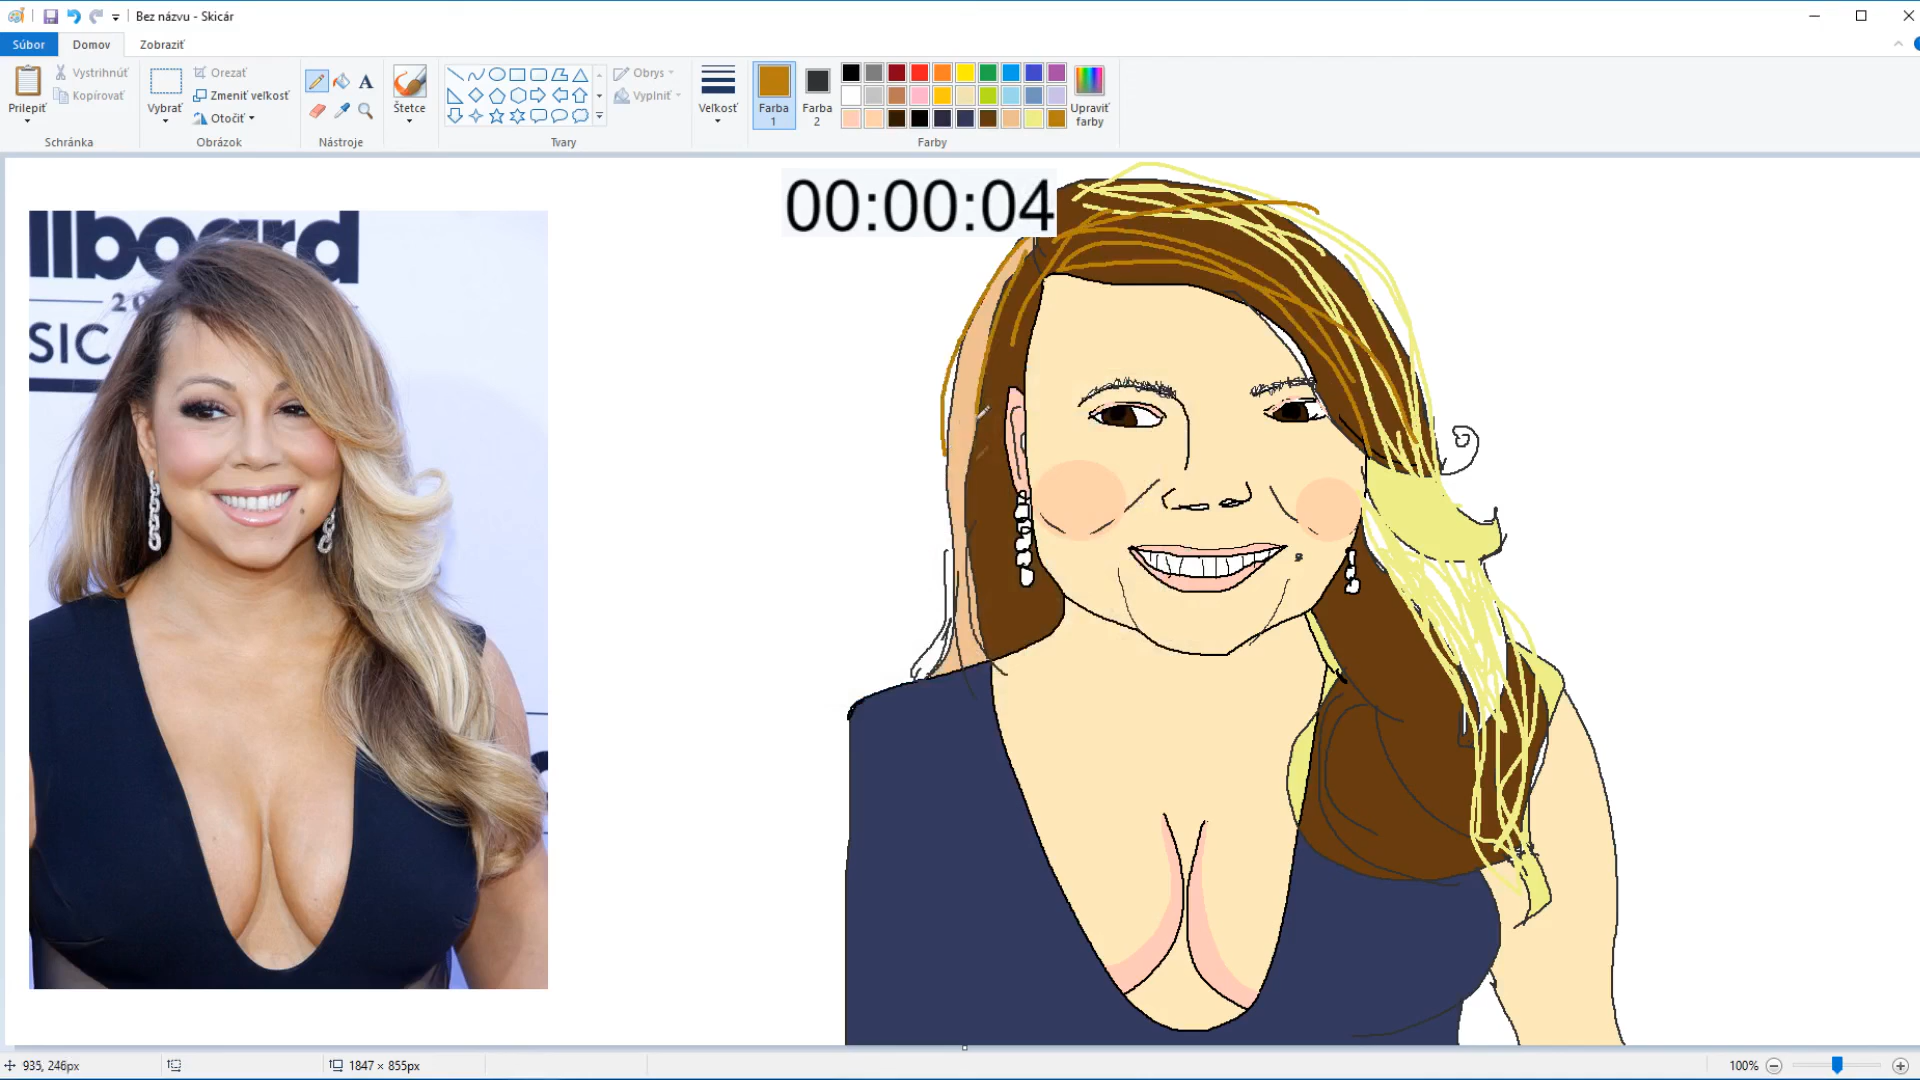 Bez názvu - Skicár
Súbor Domov Zobraziť
Prilepiť
Vystrihnúť
Kopírovať
Schránka
Vybrať
Orezať
Zmeniť veľkosť
Otočiť
Obrázok
A
Nástroje
Štetce
Obrys
Vyplniť
Tvary
Veľkosť
Farba 1
Farba 2
Upraviť farby
Farby
00:00:04
llboard
20
SIC
935, 246px
1847 × 855px
100%